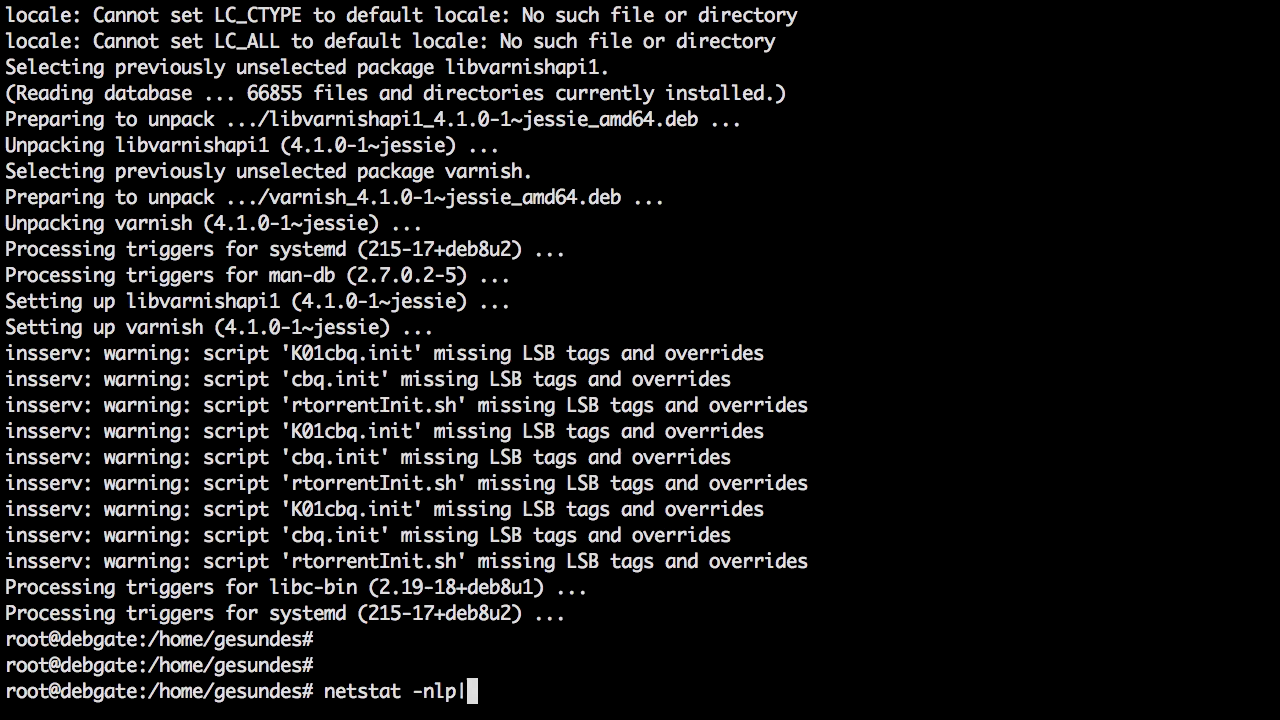 locale: Cannot set LC_CTYPE to default locale: No such file or directory
locale: Cannot set LC_ALL to default locale: No such file or directory
Selecting previously unselected package libvarnishapi1.
(Reading database ... 66855 files and directories currently installed.)
Preparing to unpack .../libvarnishapi1_4.1.0-1~jessie_amd64.deb ...
Unpacking libvarnishapi1 (4.1.0-1~jessie) ...
Selecting previously unselected package varnish.
Preparing to unpack .../varnish_4.1.0-1~jessie_amd64.deb ...
Unpacking varnish (4.1.0-1~jessie) ...
Processing triggers for systemd (215-17+deb8u2) ...
Processing triggers for man-db (2.7.0.2-5) ...
Setting up libvarnishapi1 (4.1.0-1~jessie) ...
Setting up varnish (4.1.0-1~jessie) ...
insserv: warning: script 'K01cbq.init' missing LSB tags and overrides
insserv: warning: script 'cbq.init' missing LSB tags and overrides
insserv: warning: script 'rtorrentInit.sh' missing LSB tags and overrides
insserv: warning: script 'K01cbq.init' missing LSB tags and overrides
insserv: warning: script 'cbq.init' missing LSB tags and overrides
insserv: warning: script 'rtorrentInit.sh' missing LSB tags and overrides
insserv: warning: script 'K01cbq.init' missing LSB tags and overrides
insserv: warning: script 'cbq.init' missing LSB tags and overrides
insserv: warning: script 'rtorrentInit.sh' missing LSB tags and overrides
Processing triggers for libc-bin (2.19-18+deb8u1) ...
Processing triggers for systemd (215-17+deb8u2) ...
root@debgate:/home/gesundes#
root@debgate:/home/gesundes#
root@debgate:/home/gesundes# netstat -nlp|